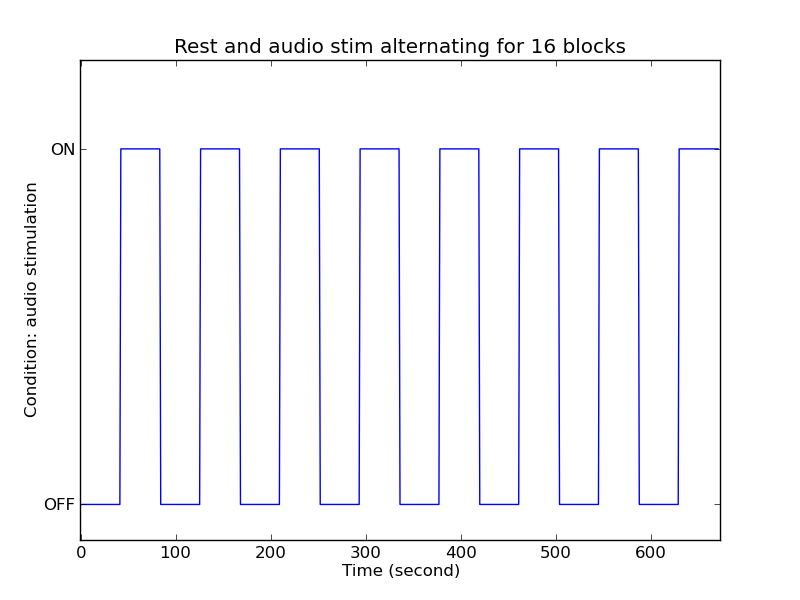 Rest and audio stim alternating for 16 blocks
ON
Condition: audio stimulation
OFF
0 100 200 300 400 500 600
Time (second)